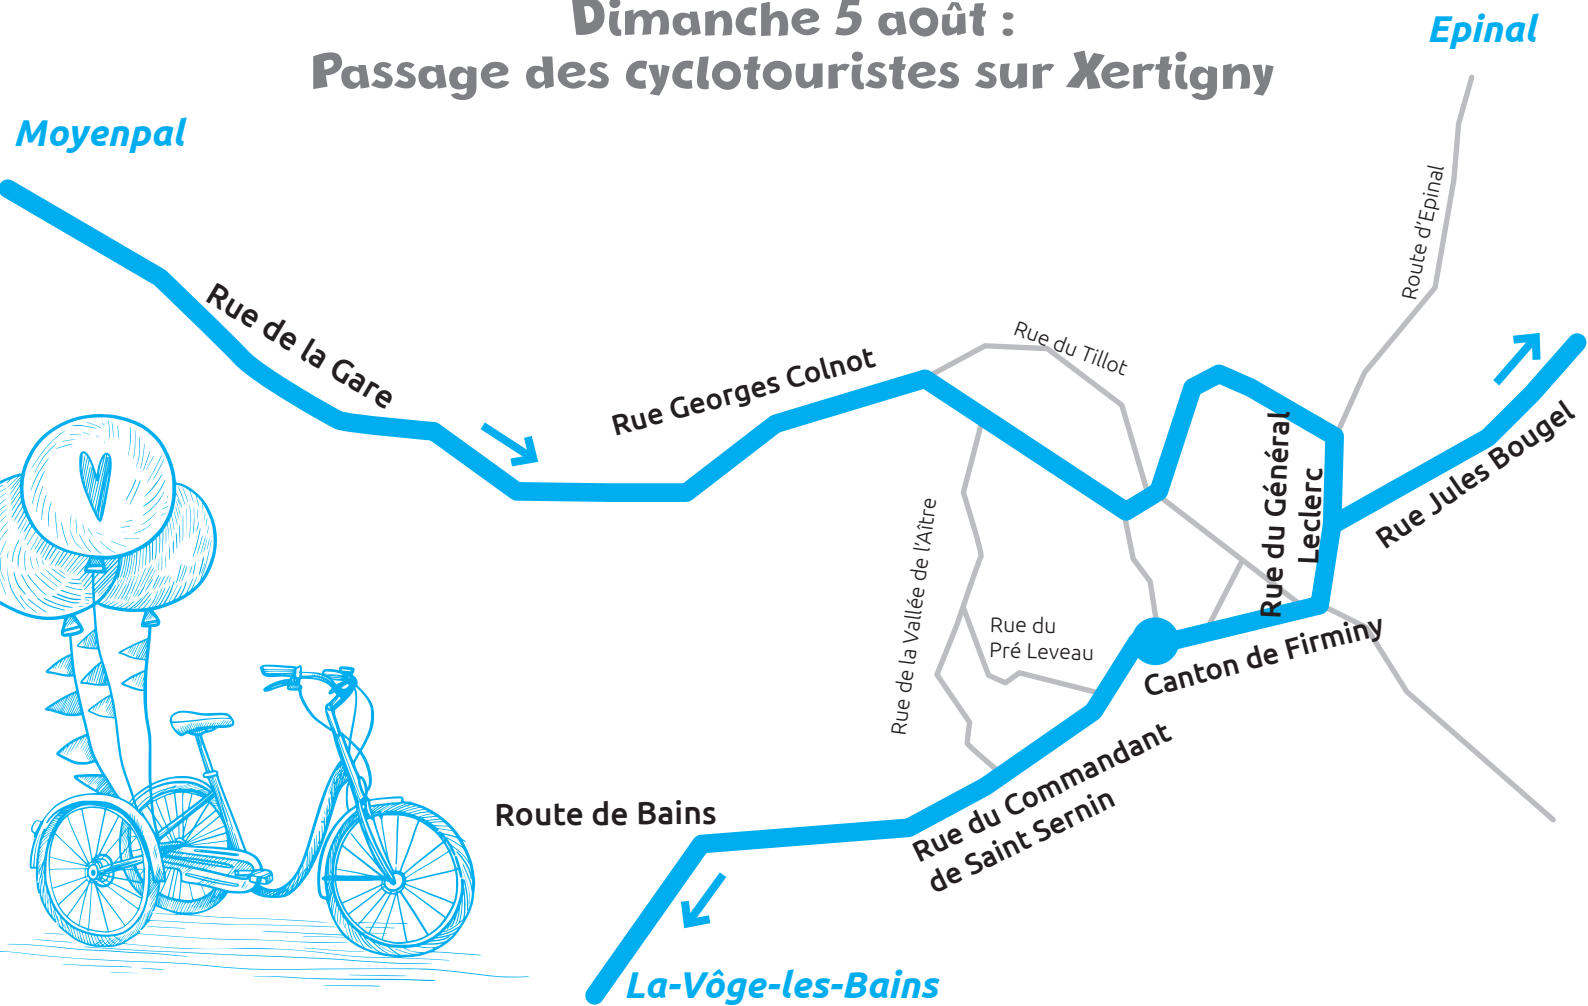 Dimanche 5 août :
Passage des cyclotouristes sur Xertigny
Epinal
Moyenpal
Route d'Epinal
Rue de la Gare
Rue du Tillot
Rue Georges Colnot
Rue du Général
Leclerc
Rue Jules Bougel
Rue de la Vallée de l'Aître
Rue du
Pré Leveau
Canton de Firminy
Rue du Commandant
de Saint Sernin
Route de Bains
La-Vôge-les-Bains